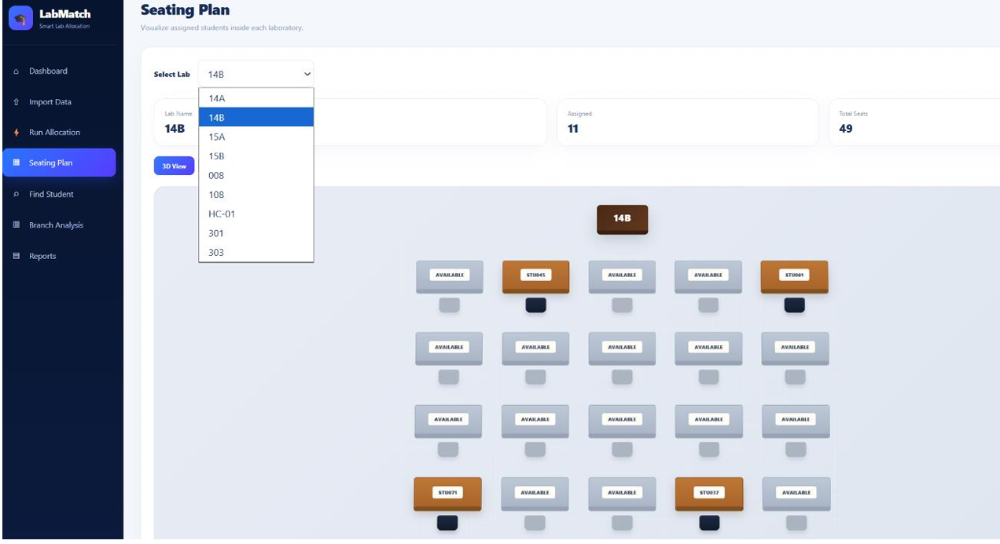 LabMatch
Smart Lab Allocation
Dashboard
Import Data
Run Allocation
Seating Plan
Find Student
Branch Analysis
Reports
Seating Plan
Visualize assigned students inside each laboratory.
Select Lab
14B
14A
14B
15A
15B
008
108
HC-01
301
303
Lab Name
14B
Assigned
11
Total Seats
49
3D View
14B
AVAILABLE STU045 AVAILABLE AVAILABLE STU061
AVAILABLE AVAILABLE AVAILABLE AVAILABLE AVAILABLE
AVAILABLE AVAILABLE AVAILABLE AVAILABLE AVAILABLE
STU071 AVAILABLE AVAILABLE STU037 AVAILABLE